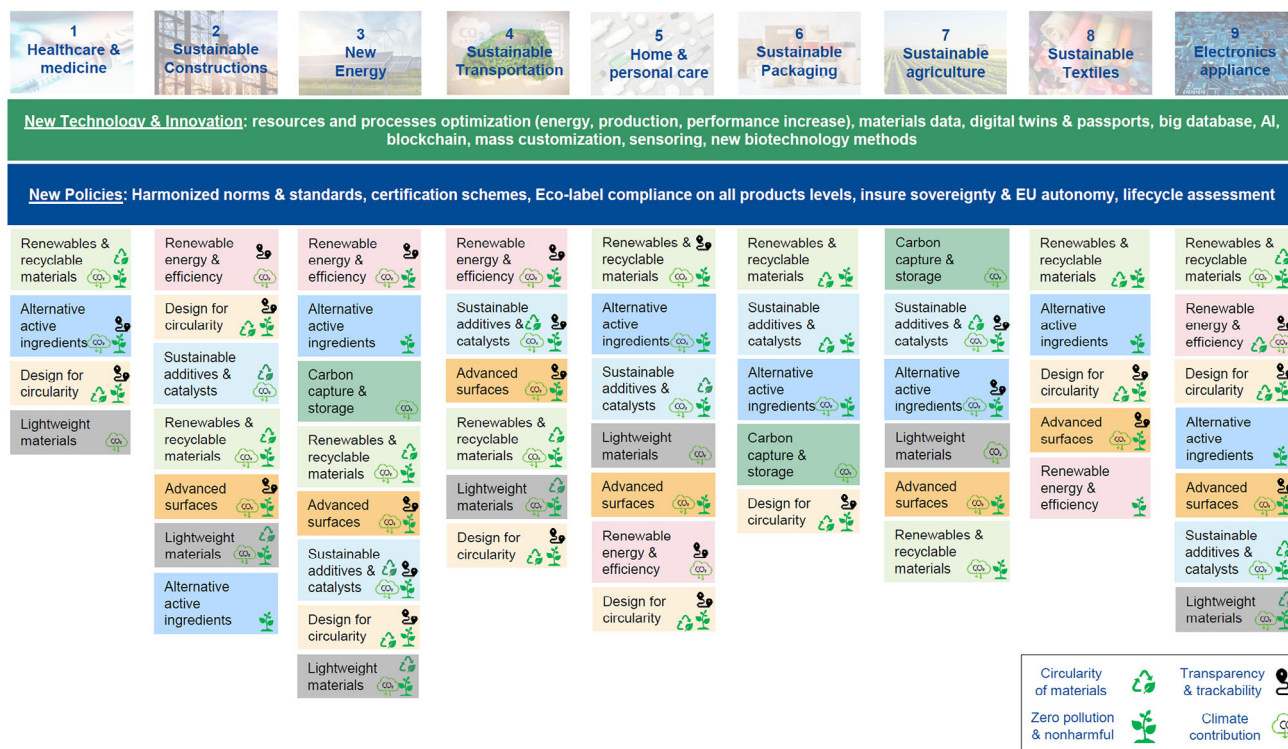 1
Healthcare &
medicine
2
Sustainable
Constructions
3
New
Energy
4
Sustainable
Transportation
5
Home &
personal care
6
Sustainable
Packaging
7
Sustainable
agriculture
8
Sustainable
Textiles
9
Electronics
appliance
New Technology & Innovation: resources and processes optimization (energy, production, performance increase), materials data, digital twins & passports, big database, AI,
blockchain, mass customization, sensoring, new biotechnology methods
New Policies: Harmonized norms & standards, certification schemes, Eco-label compliance on all products levels, insure sovereignty & EU autonomy, lifecycle assessment
Renewables &
recyclable
materials
Alternative
active
ingredients
Design for
circularity
Lightweight
materials
Renewable
energy &
efficiency
Design for
circularity
Sustainable
additives &
catalysts
Renewables &
recyclable
materials
Advanced
surfaces
Lightweight
materials
Alternative
active
ingredients
Renewable
energy &
efficiency
Alternative
active
ingredients
Carbon
capture &
storage
Renewables &
recyclable
materials
Advanced
surfaces
Sustainable
additives &
catalysts
Design for
circularity
Lightweight
materials
Renewable
energy &
efficiency
Sustainable
additives &
catalysts
Advanced
surfaces
Renewables &
recyclable
materials
Lightweight
materials
Design for
circularity
Renewables &
recyclable
materials
Alternative
active
ingredients
Sustainable
additives &
catalysts
Lightweight
materials
Advanced
surfaces
Renewable
energy &
efficiency
Design for
circularity
Renewables &
recyclable
materials
Sustainable
additives &
catalysts
Alternative
active
ingredients
Carbon
capture &
storage
Design for
circularity
Carbon
capture &
storage
Sustainable
additives &
catalysts
Alternative
active
ingredients
Lightweight
materials
Advanced
surfaces
Renewables &
recyclable
materials
Renewables &
recyclable
materials
Alternative
active
ingredients
Design for
circularity
Advanced
surfaces
Renewable
energy &
efficiency
Renewables &
recyclable
materials
Renewable
energy &
efficiency
Design for
circularity
Alternative
active
ingredients
Advanced
surfaces
Sustainable
additives &
catalysts
Lightweight
materials
Circularity
of materials
Transparency
& trackability
Zero pollution
& nonharmful
Climate
contribution